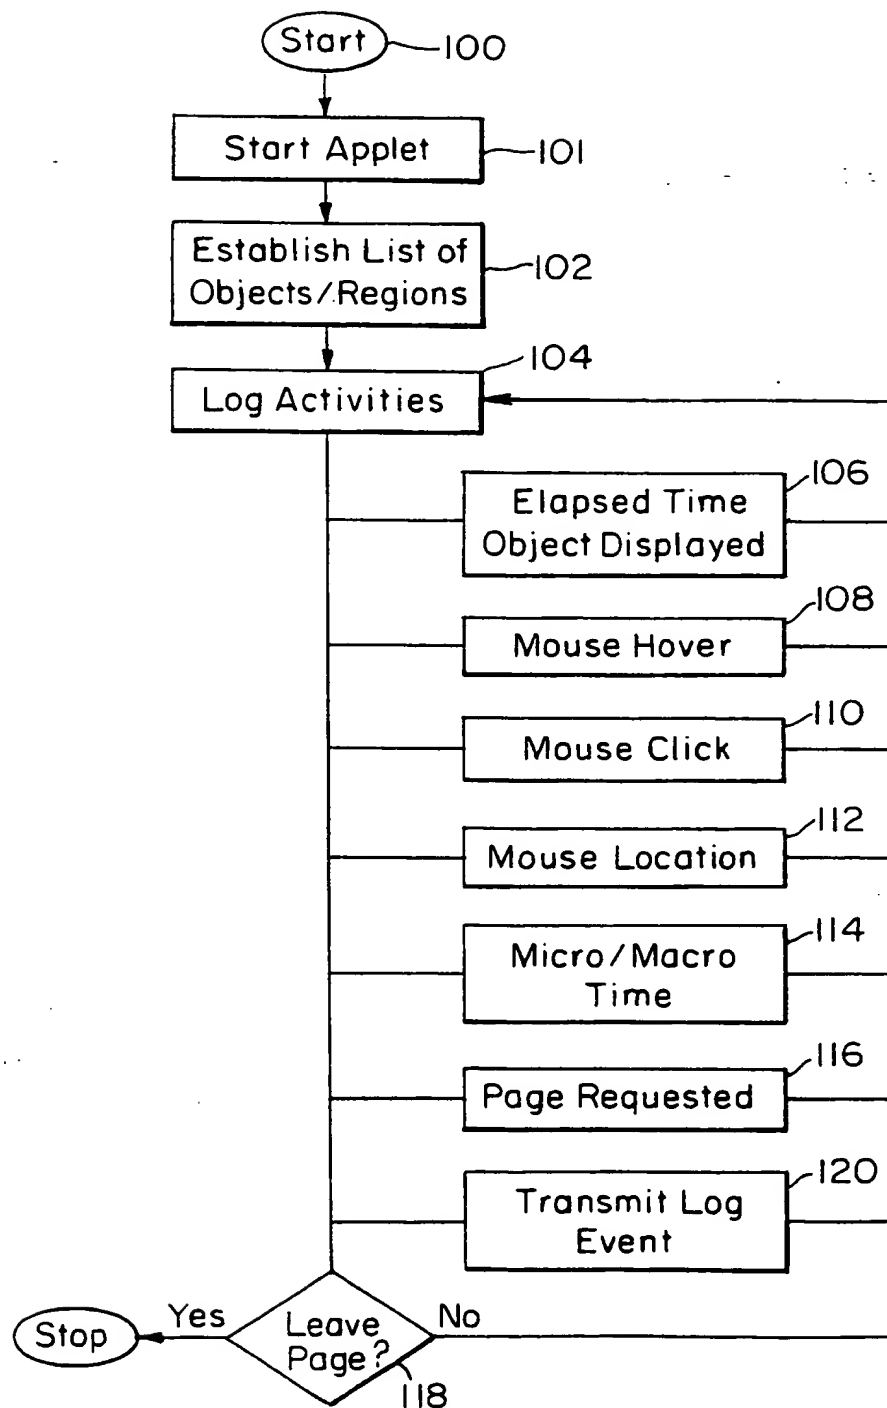 Start
100
Start Applet
101
Establish List of
Objects/Regions
102
104
Log Activities
106
Elapsed Time
Object Displayed
108
Mouse Hover
110
Mouse Click
112
Mouse Location
114
Micro/Macro
Time
116
Page Requested
120
Transmit Log
Event
Yes
No
Stop
Leave
Page?
118